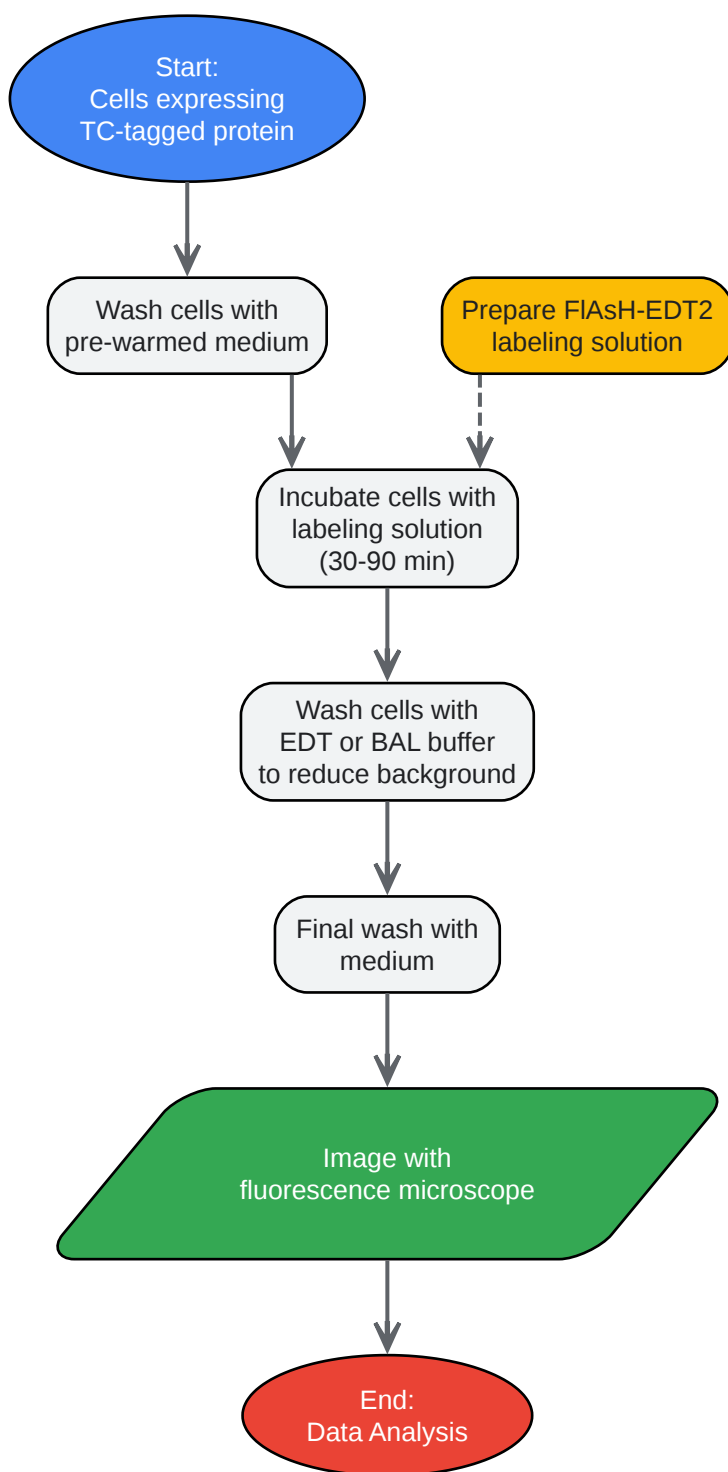 Start:
Cells expressing
TC-tagged protein
Wash cells with
pre-warmed medium
Prepare FlAsH-EDT2
labeling solution
Incubate cells with
labeling solution
(30-90 min)
Wash cells with
EDT or BAL buffer
to reduce background
Final wash with
medium
Image with
fluorescence microscope
End:
Data Analysis